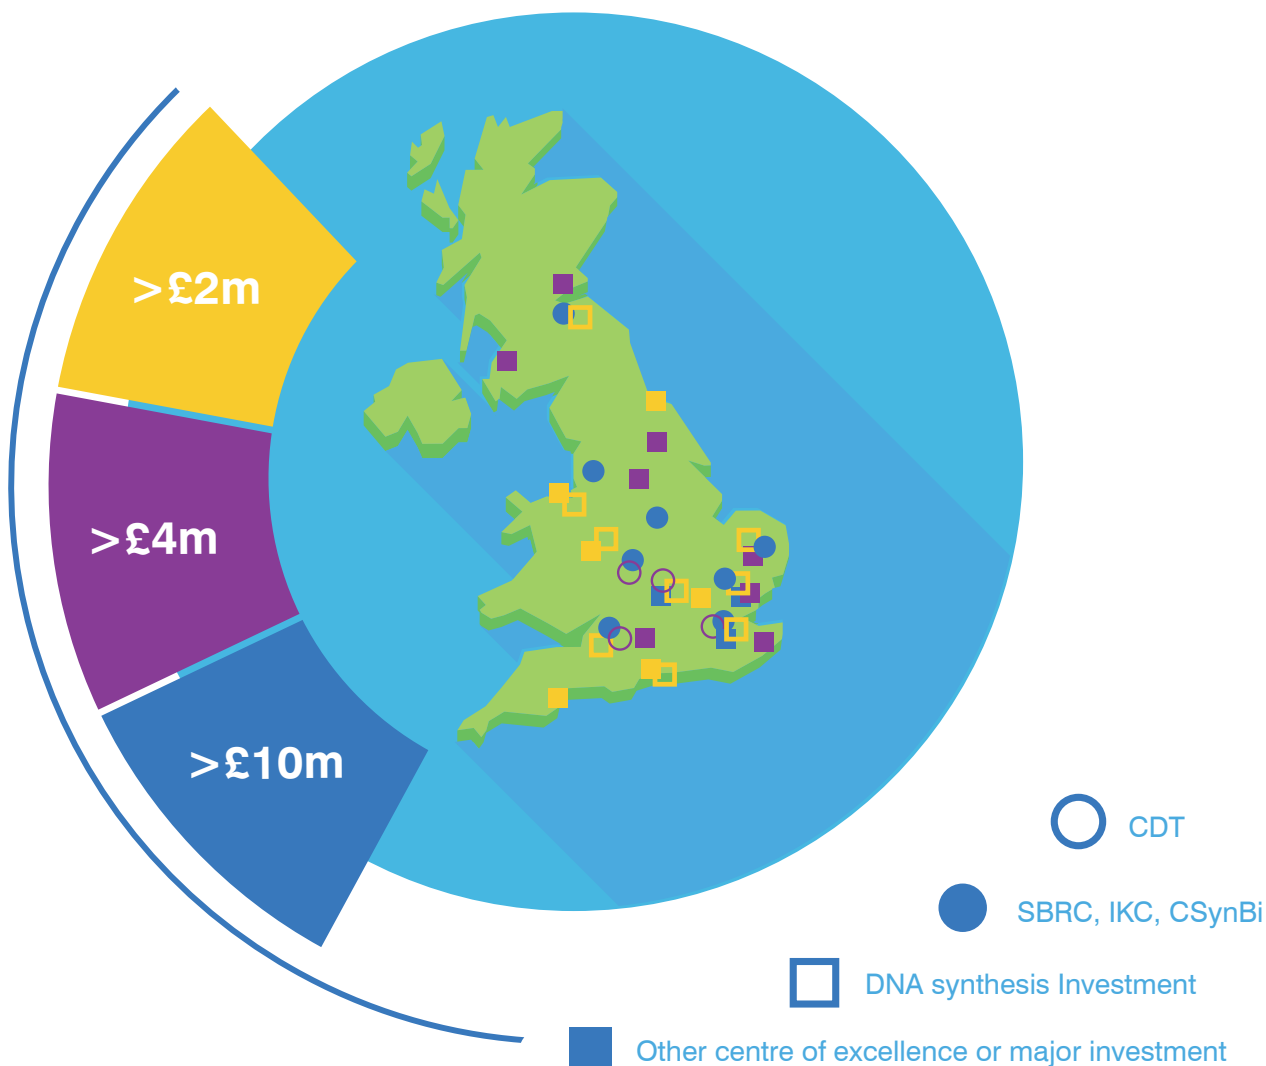 >£2m
>£4m
>£10m
CDT
SBRC, IKC, CSynBi
DNA synthesis Investment
Other centre of excellence or major investment